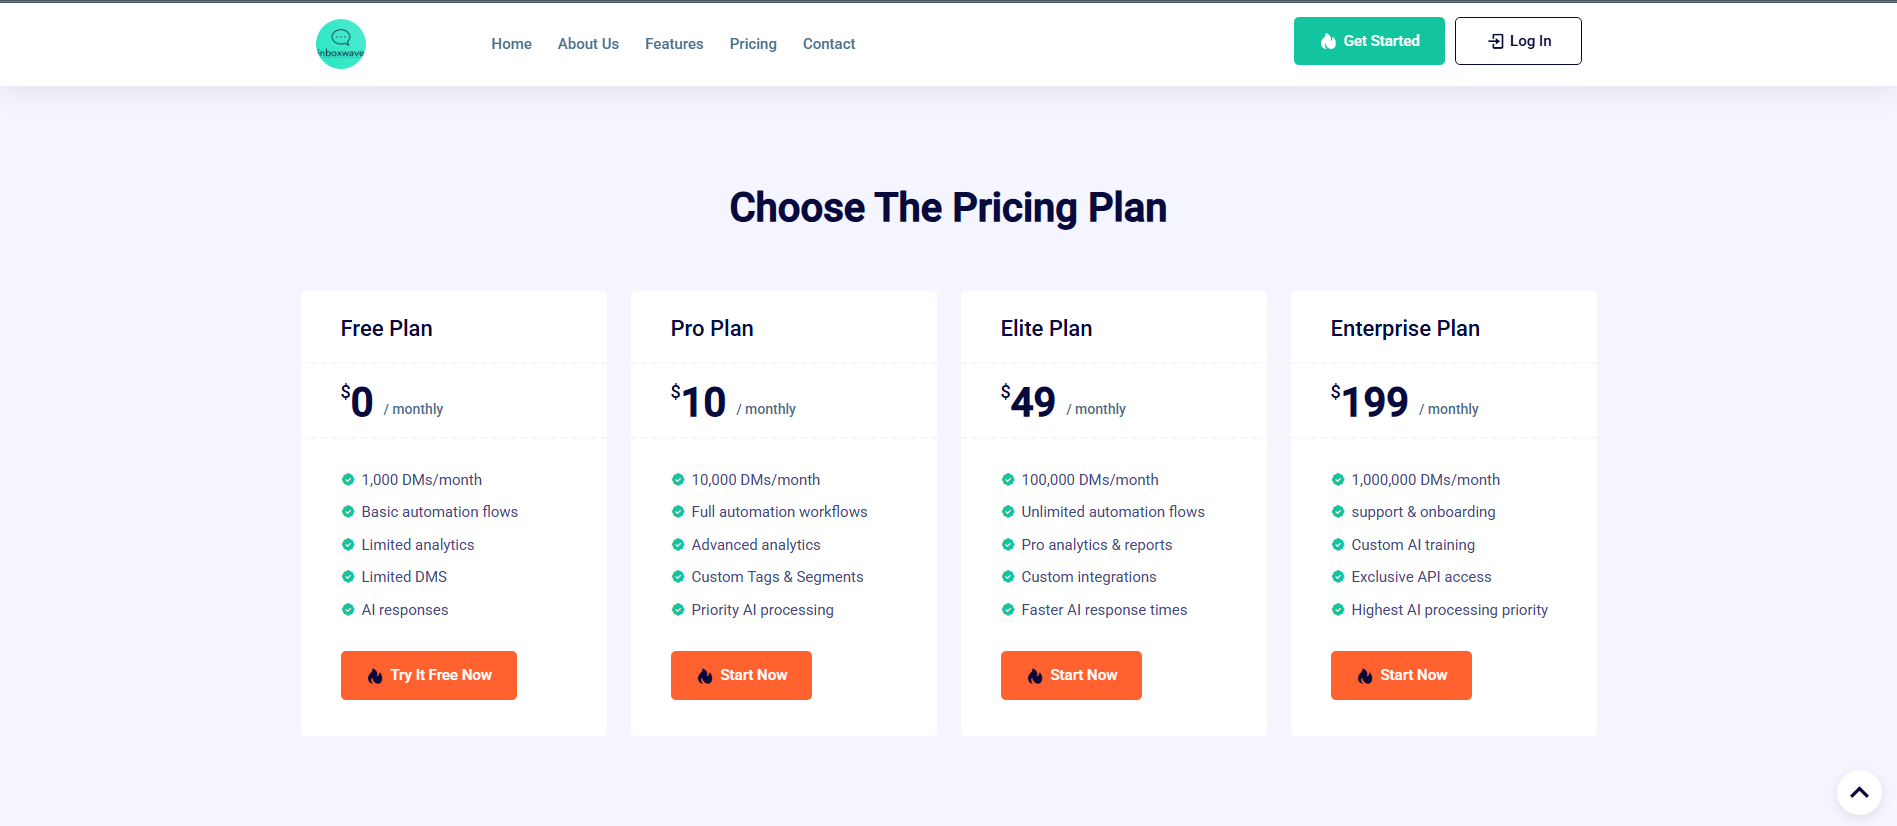 inboxwave
Home About Us Features Pricing Contact
Get Started
Log In
Choose The Pricing Plan
Free Plan
$0 / monthly
1,000 DMs/month
Basic automation flows
Limited analytics
Limited DMS
AI responses
Try It Free Now
Pro Plan
$10 / monthly
10,000 DMs/month
Full automation workflows
Advanced analytics
Custom Tags & Segments
Priority AI processing
Start Now
Elite Plan
$49 / monthly
100,000 DMs/month
Unlimited automation flows
Pro analytics & reports
Custom integrations
Faster AI response times
Start Now
Enterprise Plan
$199 / monthly
1,000,000 DMs/month
support & onboarding
Custom AI training
Exclusive API access
Highest AI processing priority
Start Now